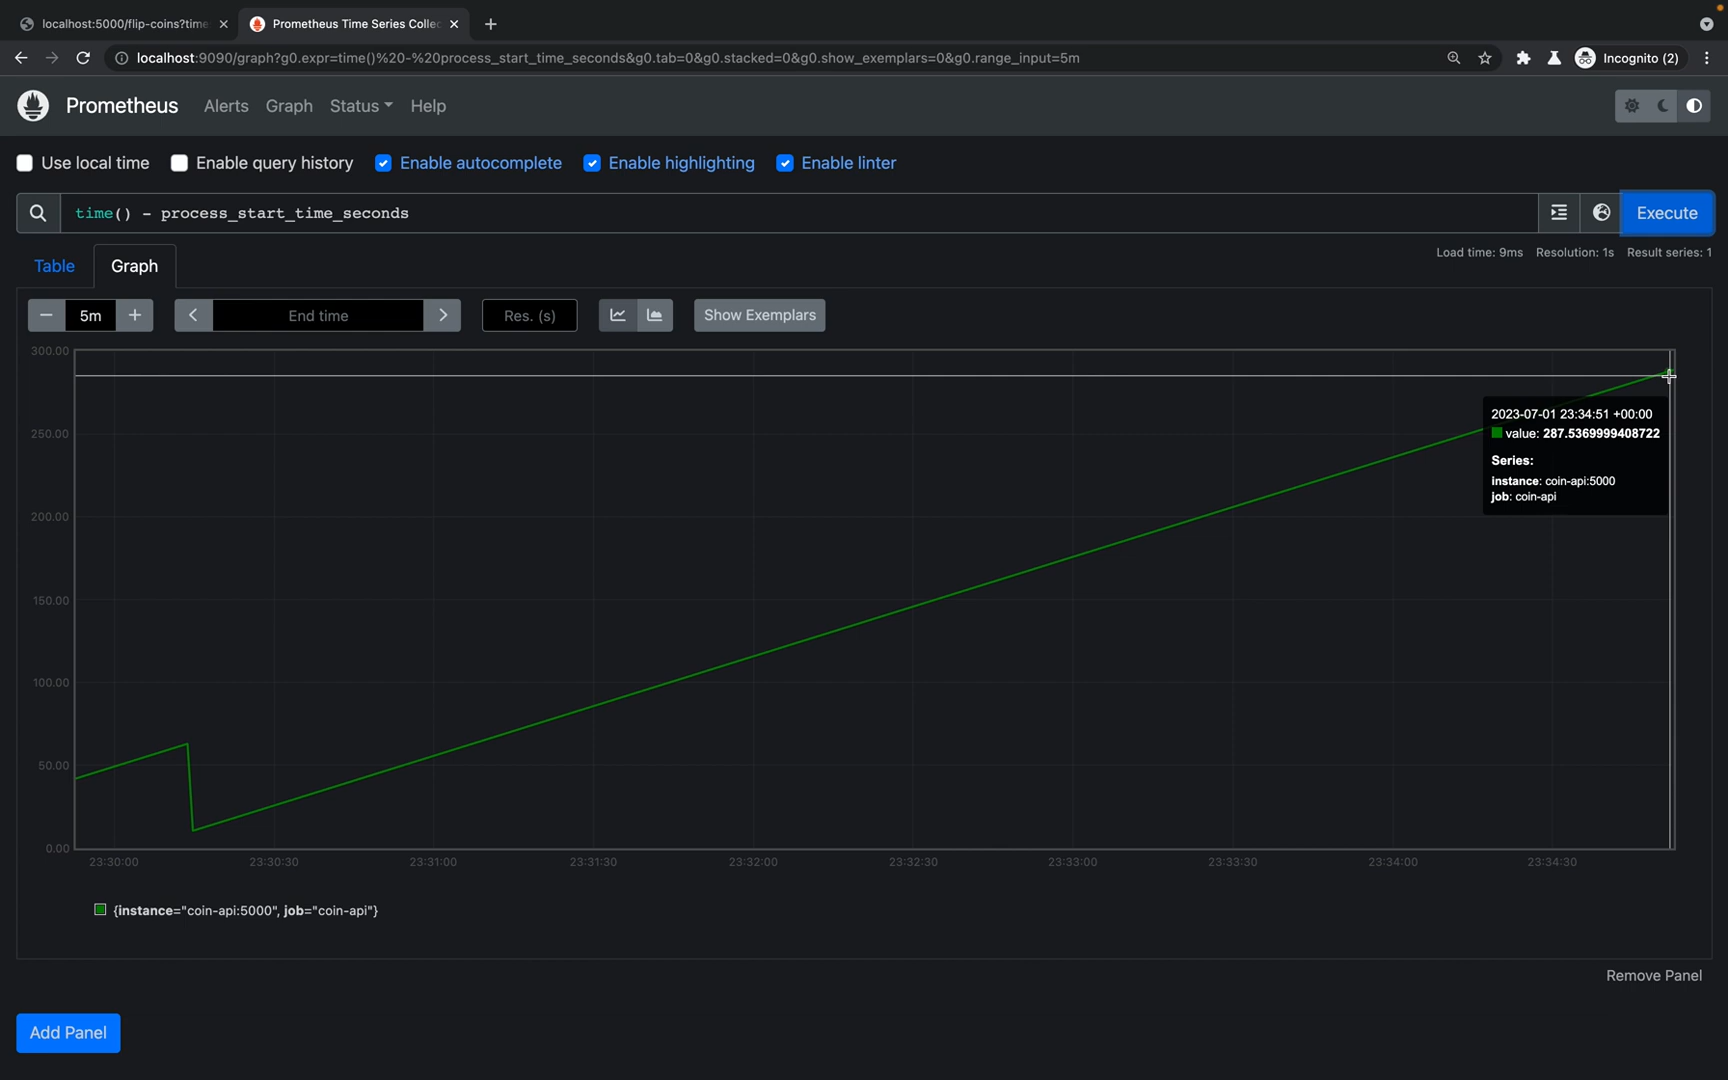 localhost:5000/flip-coins?time
Prometheus Time Series Collec
localhost:9090/graph?g0.expr=time()%20-%20process_start_time_seconds&g0.tab=0&g0.stacked=0&g0.show_exemplars=0&g0.range_input=5m
Incognito (2)
Prometheus Alerts Graph Status Help
Use local time Enable query history Enable autocomplete Enable highlighting Enable linter
time() - process_start_time_seconds
Execute
Load time: 9ms Resolution: 1s Result series: 1
Table Graph
5m End time Res. (s) Show Exemplars
300.00
250.00
200.00
150.00
100.00
50.00
0.00
2023-07-01 23:34:51 +00:00
value: 287.5369999408722
Series:
instance: coin-api:5000
job: coin-api
23:30:00 23:30:30 23:31:00 23:31:30 23:32:00 23:32:30 23:33:00 23:33:30 23:34:00 23:34:30
{instance="coin-api:5000", job="coin-api"}
Remove Panel
Add Panel